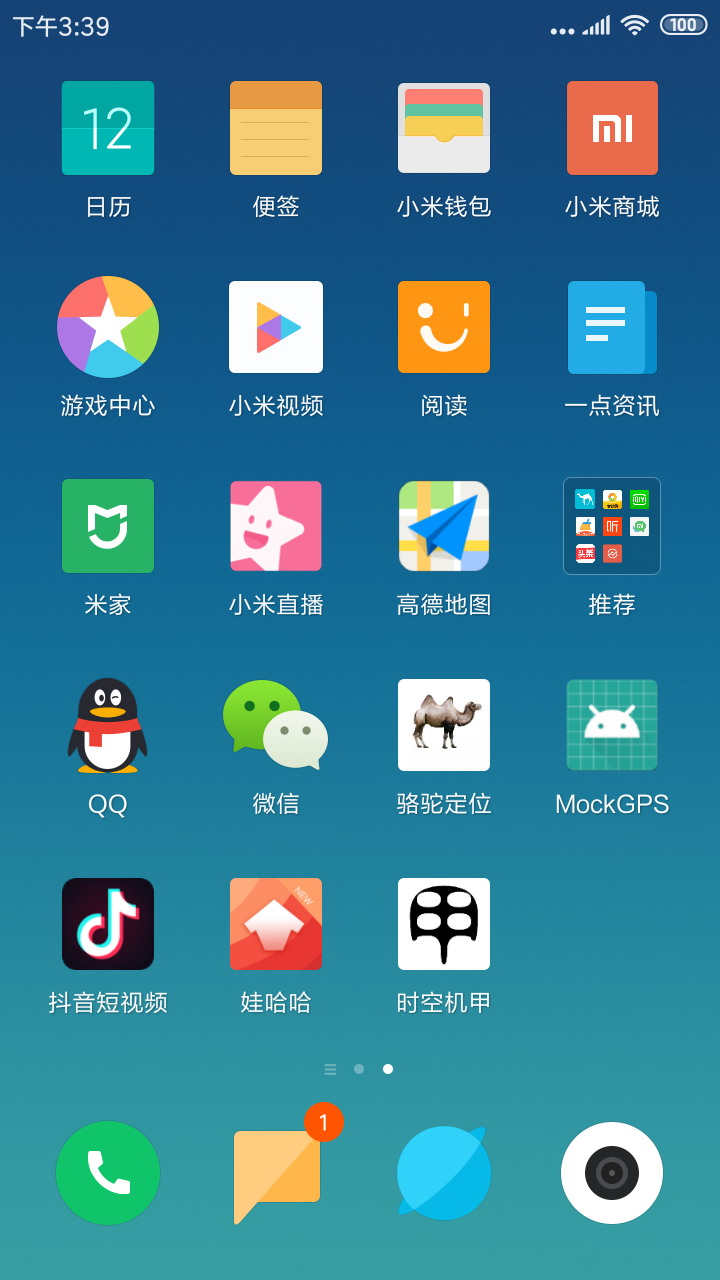 下午3:39
100
12
日历
便签
小米钱包
小米商城
游戏中心
小米视频
阅读
一点资讯
米家
小米直播
高德地图
听
头条
推荐
QQ
微信
骆驼定位
MockGPS
NEW
抖音短视频
娃哈哈
时空机甲
1